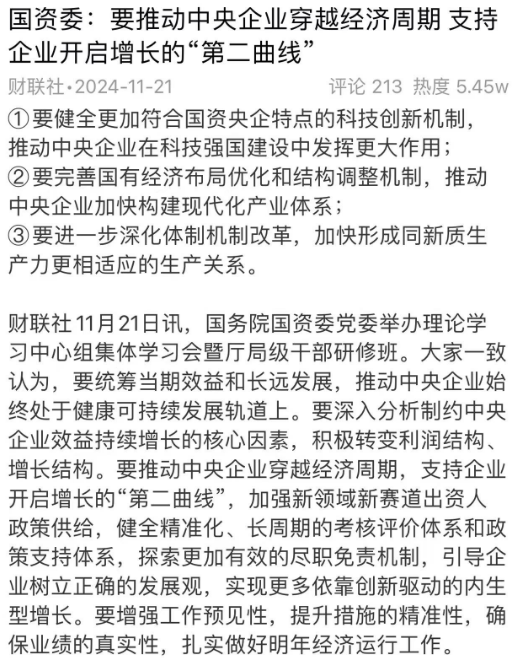 国资委：要推动中央企业穿越经济周期 支持
企业开启增长的“第二曲线”
财联社·2024-11-21 评论 213 热度 5.45w
①要健全更加符合国资央企特点的科技创新机制，
推动中央企业在科技强国建设中发挥更大作用；
②要完善国有经济布局优化和结构调整机制，推动
中央企业加快构建现代化产业体系；
③要进一步深化体制机制改革，加快形成同新质生
产力更相适应的生产关系。
财联社11月21日讯，国务院国资委党委举办理论学
习中心组集体学习会暨厅局级干部研修班。大家一致
认为，要统筹当期效益和长远发展，推动中央企业始
终处于健康可持续发展轨道上。要深入分析制约中央
企业效益持续增长的核心因素，积极转变利润结构、
增长结构。要推动中央企业穿越经济周期，支持企业
开启增长的“第二曲线”，加强新领域新赛道出资人
政策供给，健全精准化、长周期的考核评价体系和政
策支持体系，探索更加有效的尽职免责机制，引导企
业树立正确的发展观，实现更多依靠创新驱动的内生
型增长。要增强工作预见性，提升措施的精准性，确
保业绩的真实性，扎实做好明年经济运行工作。